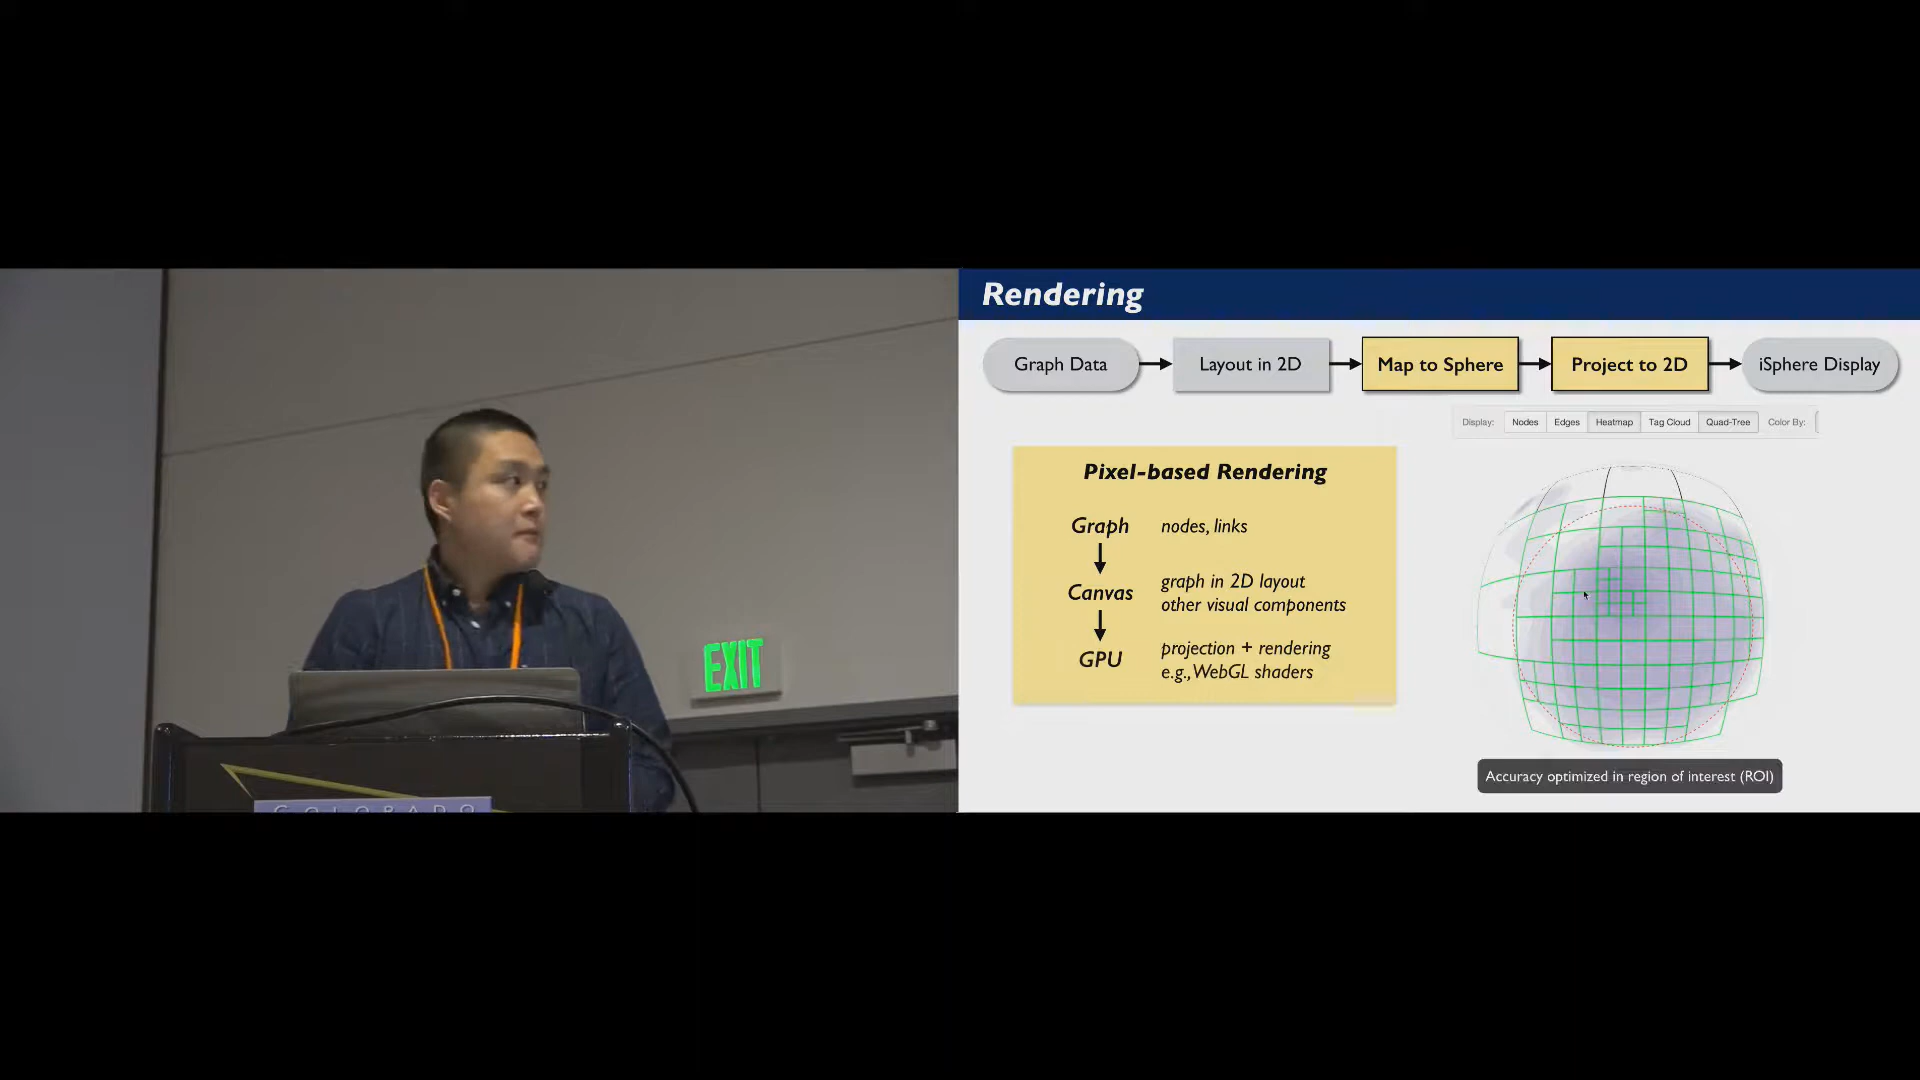 EXIT
COLORADO
Rendering
Graph Data
Layout in 2D
Map to Sphere
Project to 2D
iSphere Display
Display: Nodes Edges Heatmap Tag Cloud Quad-Tree Color By:
Pixel-based Rendering
Graph nodes, links
Canvas graph in 2D layout
other visual components
GPU projection + rendering
e.g., WebGL shaders
Accuracy optimized in region of interest (ROI)